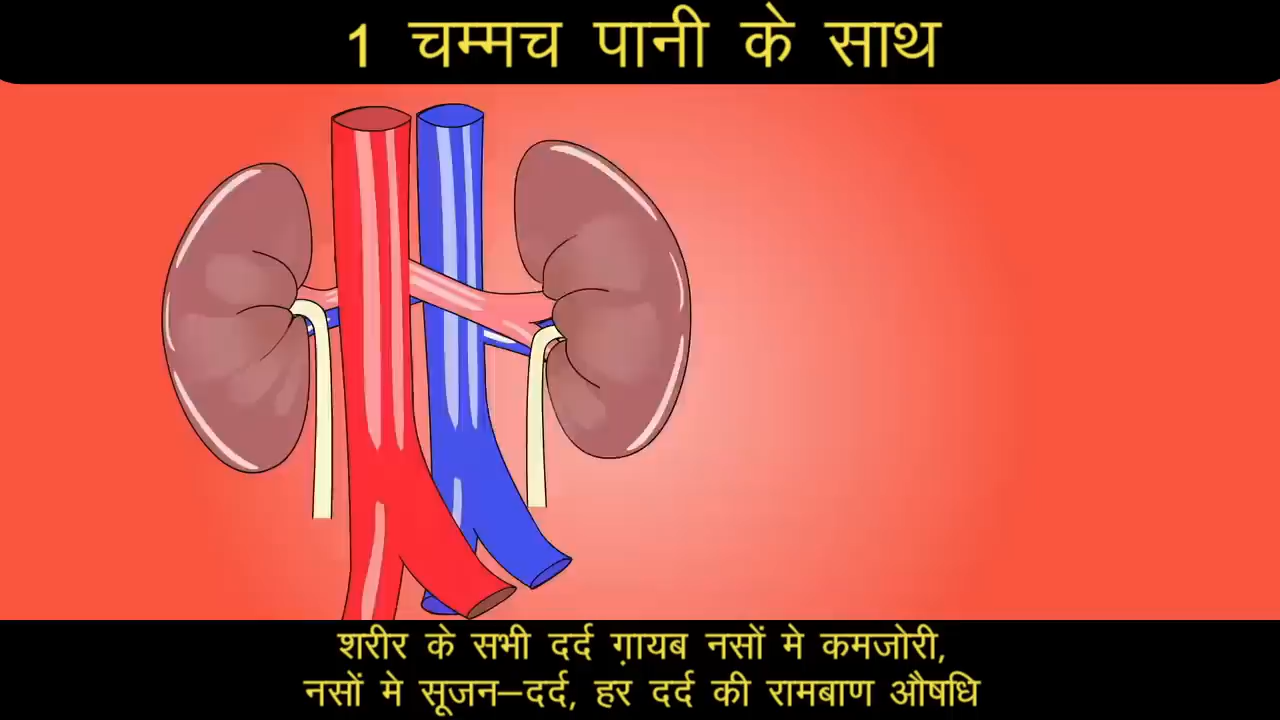 1 चम्मच पानी के साथ
शरीर के सभी दर्द ग़ायब नसों मे कमजोरी,
नसों मे सूजन–दर्द, हर दर्द की रामबाण औषधि